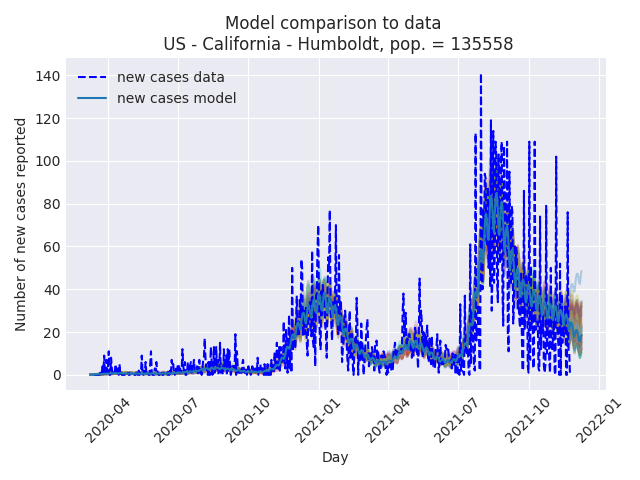 Model comparison to data
US - California - Humboldt, pop. = 135558
new cases data
new cases model
Number of new cases reported
140
120
100
80
60
40
20
0
2020-04
2020-07
2020-10
2021-01
2021-04
2021-07
2021-10
2022-01
Day